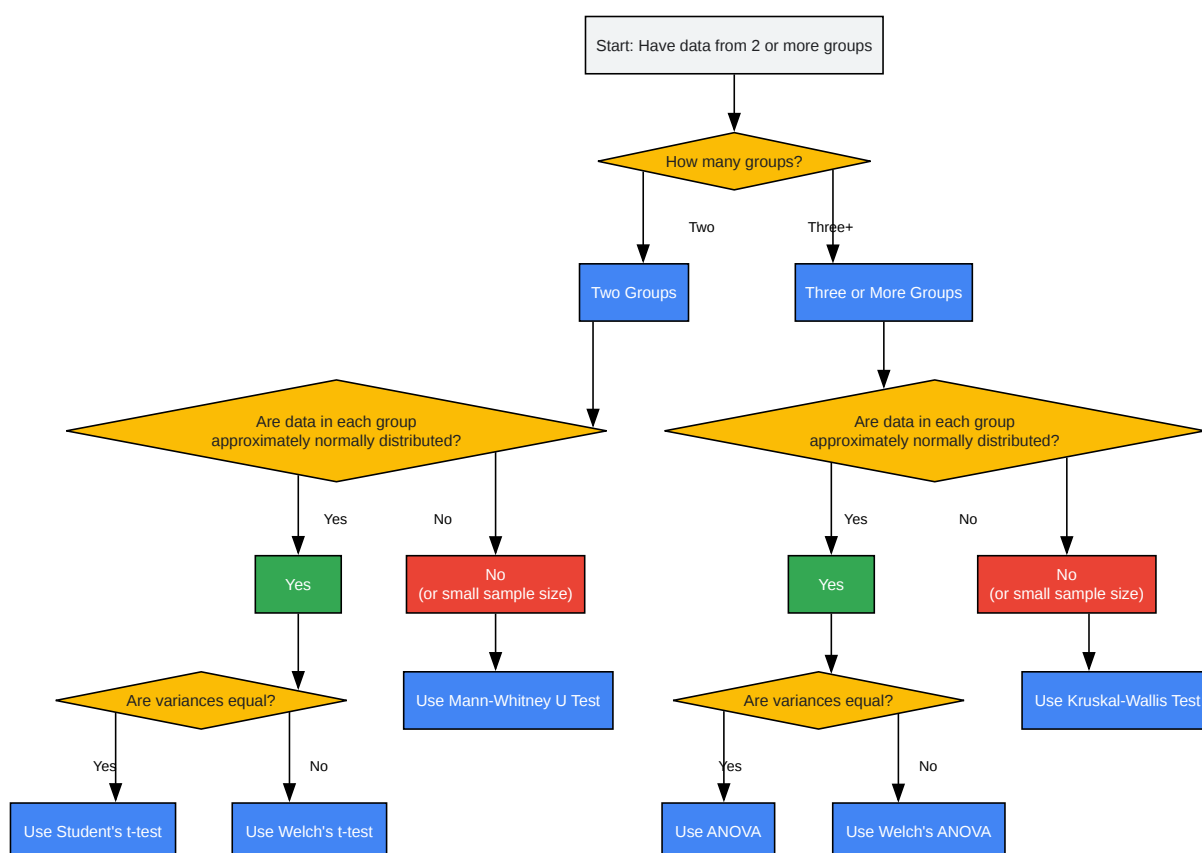 Start: Have data from 2 or more groups
How many groups?
Two
Three+
Two Groups
Three or More Groups
Are data in each group
approximately normally distributed?
Are data in each group
approximately normally distributed?
Yes
No
Yes
No
Yes
No
(or small sample size)
Yes
No
(or small sample size)
Are variances equal?
Use Mann-Whitney U Test
Are variances equal?
Use Kruskal-Wallis Test
Yes
No
Yes
No
Use Student's t-test
Use Welch's t-test
Use ANOVA
Use Welch's ANOVA